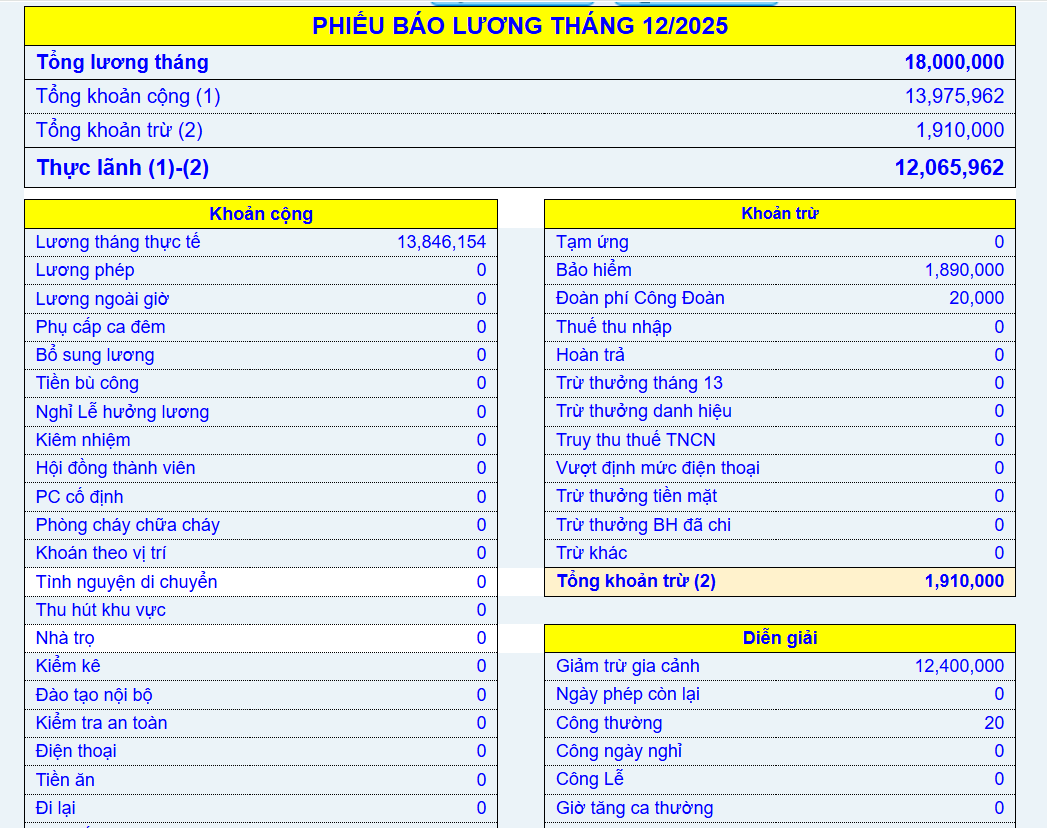 PHIẾU BÁO LƯƠNG THÁNG 12/2025
Tổng lương tháng 18,000,000
Tổng khoản cộng (1) 13,975,962
Tổng khoản trừ (2) 1,910,000
Thực lãnh (1)-(2) 12,065,962
Khoản cộng
Lương tháng thực tế 13,846,154
Lương phép 0
Lương ngoài giờ 0
Phụ cấp ca đêm 0
Bổ sung lương 0
Tiền bù công 0
Nghỉ Lễ hưởng lương 0
Kiêm nhiệm 0
Hội đồng thành viên 0
PC cố định 0
Phòng cháy chữa cháy 0
Khoán theo vị trí 0
Tình nguyện di chuyển 0
Thu hút khu vực 0
Nhà trọ 0
Kiểm kê 0
Đào tạo nội bộ 0
Kiểm tra an toàn 0
Điện thoại 0
Tiền ăn 0
Đi lại 0
Khoản trừ
Tạm ứng 0
Bảo hiểm 1,890,000
Đoàn phí Công Đoàn 20,000
Thuế thu nhập 0
Hoàn trả 0
Trừ thưởng tháng 13 0
Trừ thưởng danh hiệu 0
Truy thu thuế TNCN 0
Vượt định mức điện thoại 0
Trừ thưởng tiền mặt 0
Trừ thưởng BH đã chi 0
Trừ khác 0
Tổng khoản trừ (2) 1,910,000
Diễn giải
Giảm trừ gia cảnh 12,400,000
Ngày phép còn lại 0
Công thường 20
Công ngày nghỉ 0
Công Lễ 0
Giờ tăng ca thường 0